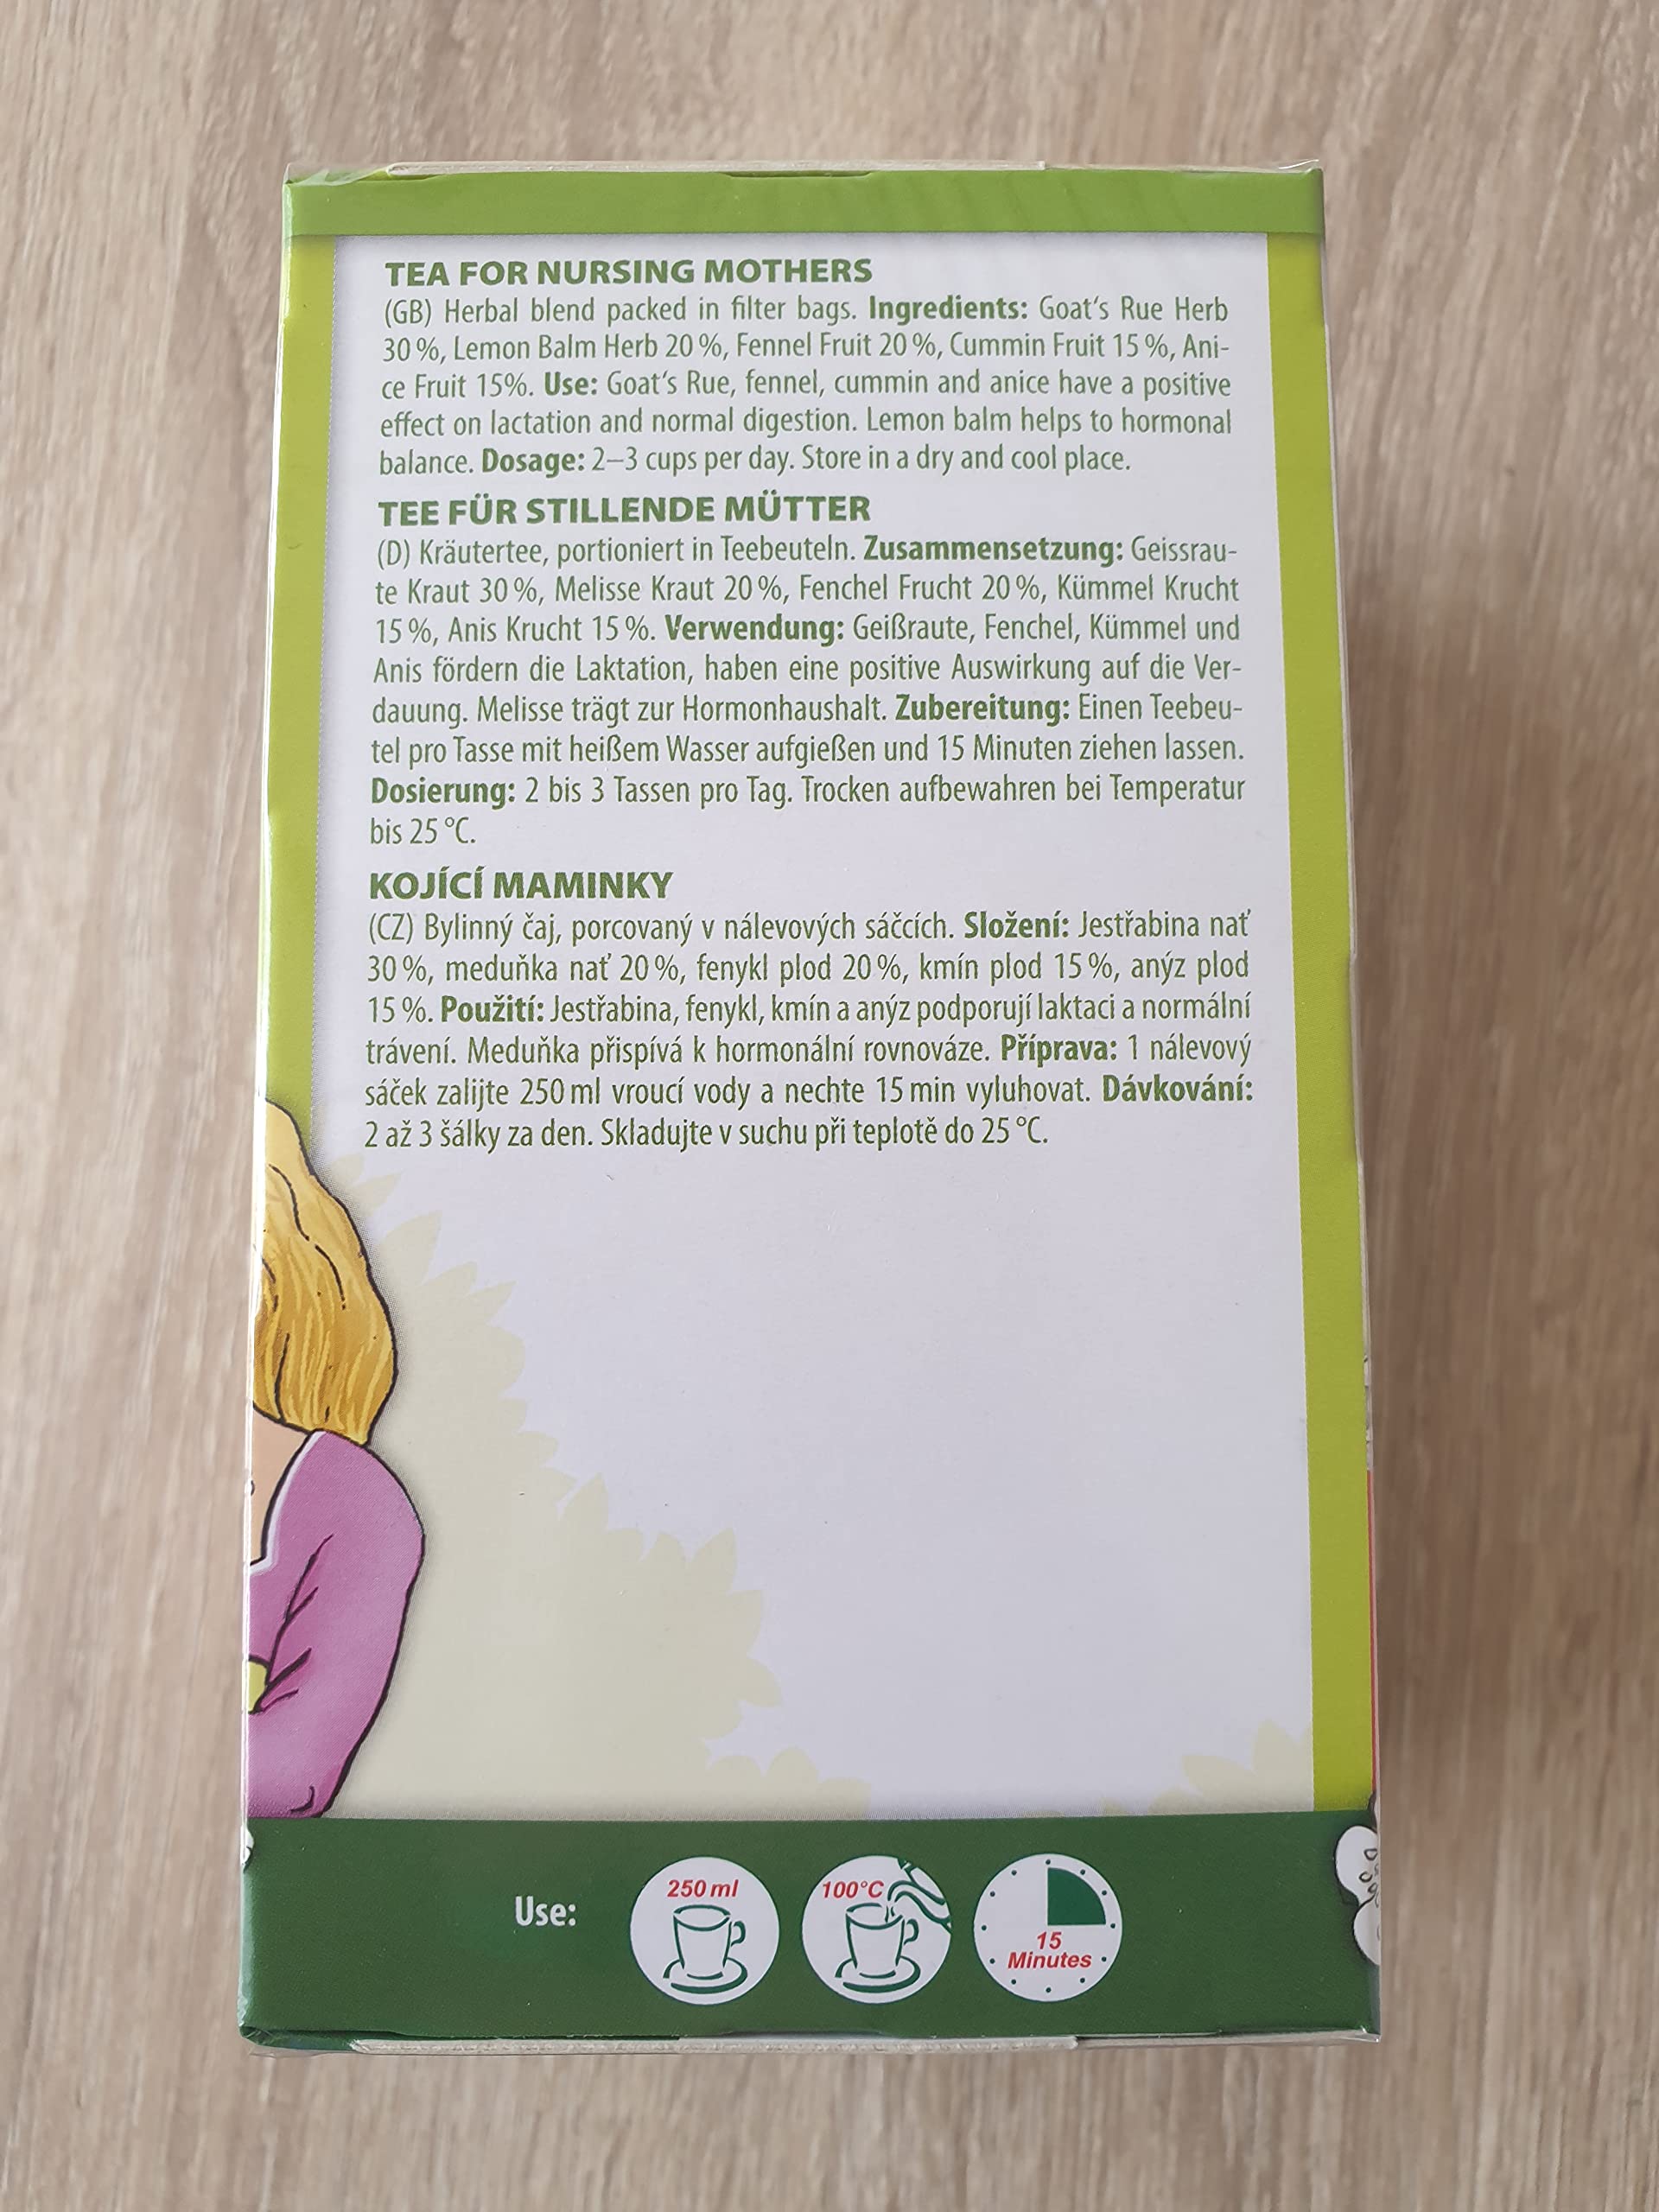 TEA FOR NURSING MOTHERS
(GB) Herbal blend packed in filter bags. Ingredients: Goat‘s Rue Herb
30 %, Lemon Balm Herb 20 %, Fennel Fruit 20 %, Cummin Fruit 15 %, Ani-
ce Fruit 15%. Use: Goat‘s Rue, fennel, cummin and anice have a positive
effect on lactation and normal digestion. Lemon balm helps to hormonal
balance. Dosage: 2–3 cups per day. Store in a dry and cool place.
TEE FÜR STILLENDE MÜTTER
(D) Kräutertee, portioniert in Teebeuteln. Zusammensetzung: Geissrau-
te Kraut 30 %, Melisse Kraut 20 %, Fenchel Frucht 20 %, Kümmel Krucht
15 %, Anis Krucht 15 %. Verwendung: Geißraute, Fenchel, Kümmel und
Anis fördern die Laktation, haben eine positive Auswirkung auf die Ver-
dauung. Melisse trägt zur Hormonhaushalt. Zubereitung: Einen Teebeu-
tel pro Tasse mit heißem Wasser aufgießen und 15 Minuten ziehen lassen.
Dosierung: 2 bis 3 Tassen pro Tag. Trocken aufbewahren bei Temperatur
bis 25 °C.
KOJÍCÍ MAMINKY
(CZ) Bylinný čaj, porcovaný v nálevových sáčcích. Složení: Jestřabina nať
30 %, meduňka nať 20 %, fenykl plod 20 %, kmín plod 15 %, anýz plod
15 %. Použití: Jestřabina, fenykl, kmín a anýz podporují laktaci a normální
trávení. Meduňka přispívá k hormonální rovnováze. Příprava: 1 nálevový
sáček zalijte 250 ml vroucí vody a nechte 15 min vyluhovat. Dávkování:
2 až 3 šálky za den. Skladujte v suchu při teplotě do 25 °C.
Use:
250 ml
100°C
15
Minutes